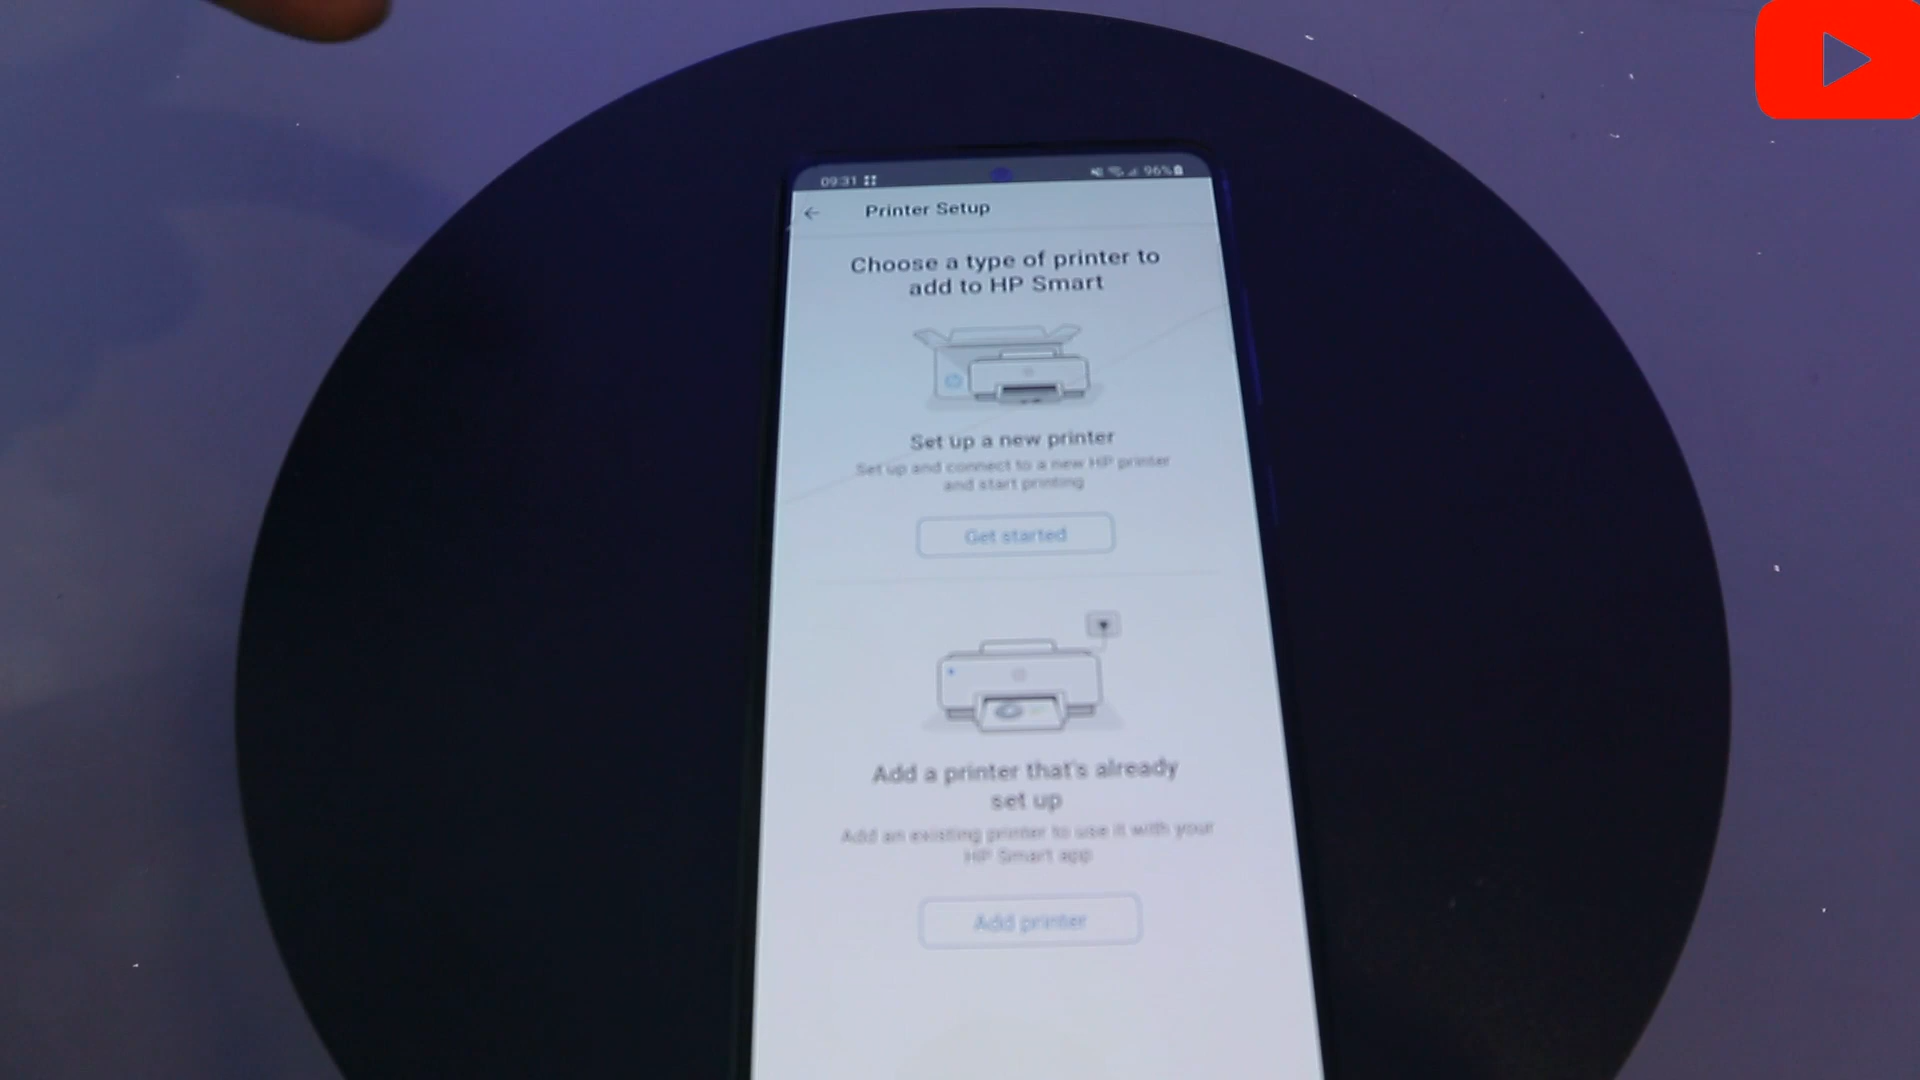 09:31
96%
Printer Setup
Choose a type of printer to
add to HP Smart
Set up a new printer
Set up and connect to a new HP printer
and start printing
Get started
Add a printer that's already
set up
Add an existing printer to use it with your
HP Smart app
Add printer